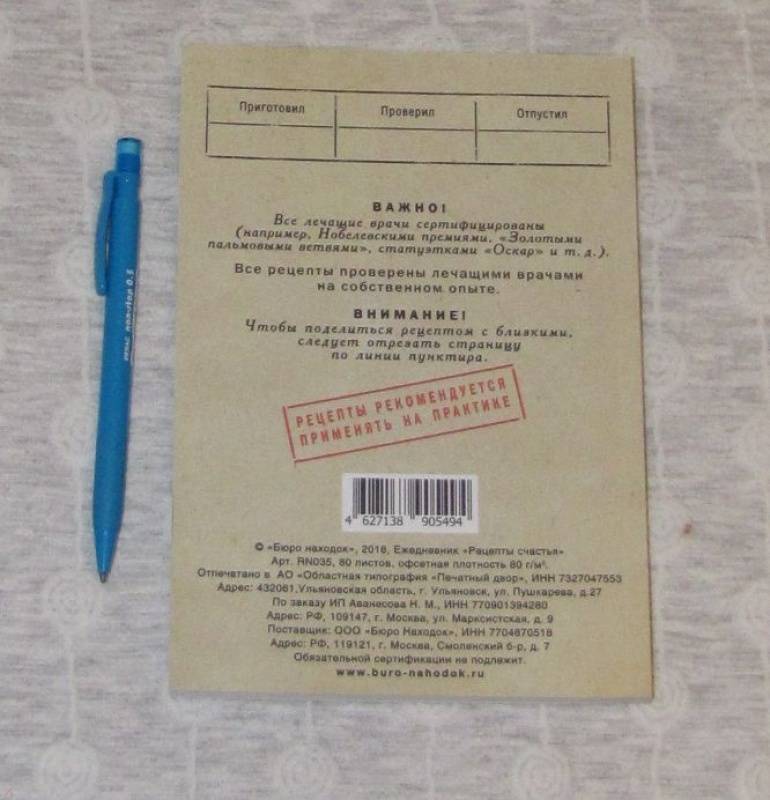 Приготовил Проверил Отпустил
ВАЖНО!
Все лечащие врачи сертифицированы
(например, Нобелевскими премиями, «Золотыми
пальмовыми ветвями», статуэтками «Оскар» и т. д.).
Все рецепты проверены лечащими врачами
на собственном опыте.
ВНИМАНИЕ!
Чтобы поделиться рецептом с близкими,
следует отрезать страницу
по линии пунктира.
РЕЦЕПТЫ РЕКОМЕНДУЕТСЯ
ПРИМЕНЯТЬ НА ПРАКТИКЕ
4 627138 905494
© «Бюро находок», 2018, Ежедневник «Рецепты счастья»
Арт. RN035, 80 листов, офсетная плотность 80 г/м².
Отпечатано в АО «Областная типография «Печатный двор», ИНН 7327047553
Адрес: 432061,Ульяновская область, г. Ульяновск, ул. Пушкарева, д.27
По заказу ИП Аванесова Н. М., ИНН 770901394280
Адрес: РФ, 109147, г. Москва, ул. Марксистская, д. 9
Поставщик: ООО «Бюро Находок», ИНН 7704870518
Адрес: РФ, 119121, г. Москва, Смоленский б-р, д. 7
Обязательной сертификации не подлежит.
www.buro-nahodok.ru
non-stop 0.5